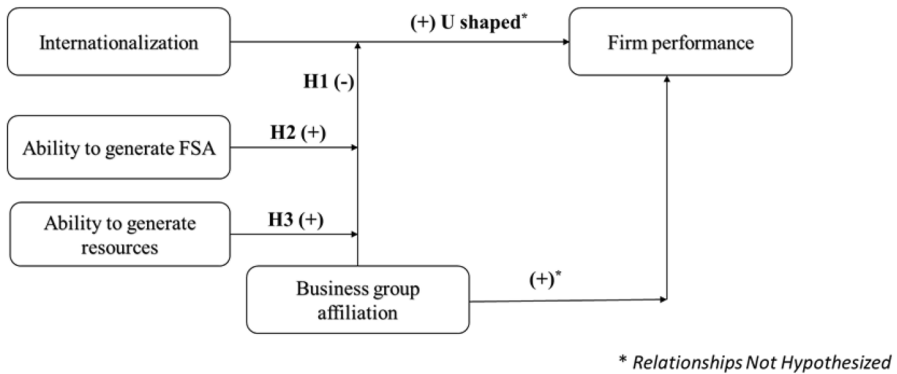 (+) U shaped*
Internationalization
Firm performance
H1 (-)
H2 (+)
Ability to generate FSA
H3 (+)
Ability to generate
resources
(+)*
Business group
affiliation
* Relationships Not Hypothesized